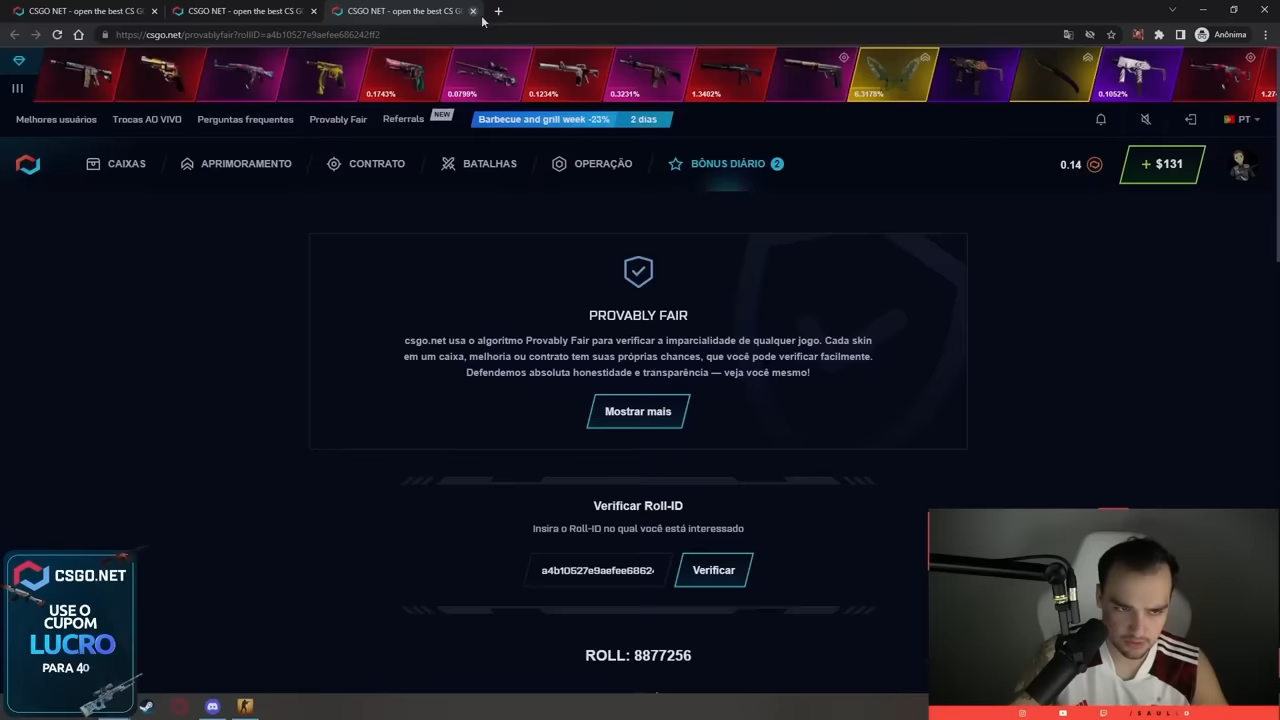 CSGO NET - open the best CS G
CSGO NET - open the best CS G
CSGO NET - open the best CS G
https://csgo.net/provablyfair?rollID=a4b10527e9aefee686242ff2
Anônima
0.1743%
0.0799%
0.1234%
0.3231%
1.3402%
6.3178%
0.1052%
1.27
Melhores usuários
Trocas AO VIVO
Perguntas frequentes
Provably Fair
Referrals
NEW
Barbecue and grill week -23%
2 dias
PT
CAIXAS
APRIMORAMENTO
CONTRATO
BATALHAS
OPERAÇÃO
BÔNUS DIÁRIO 2
0.14
+ $131
PROVABLY FAIR
csgo.net usa o algoritmo Provably Fair para verificar a imparcialidade de qualquer jogo. Cada skin
em um caixa, melhoria ou contrato tem suas próprias chances, que você pode verificar facilmente.
Defendemos absoluta honestidade e transparência — veja você mesmo!
Mostrar mais
Verificar Roll-ID
Insira o Roll-ID no qual você está interessado
a4b10527e9aefee6862
Verificar
ROLL: 8877256
CSGO.NET
USE O
CUPOM
LUCRO
PARA 40
/ S A U L